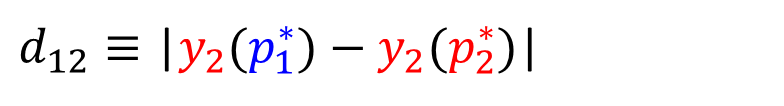 d₁₂ ≡ |y₂(p₁*) − y₂(p₂*)|